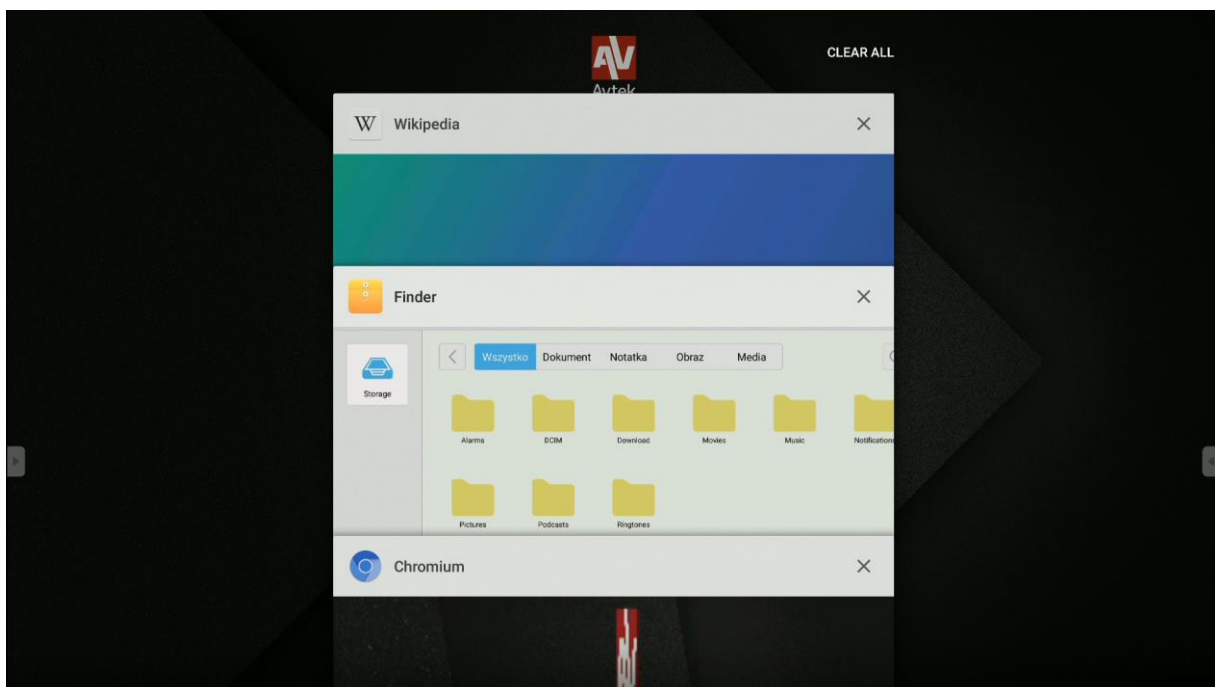 AV
Avtek
CLEAR ALL
W Wikipedia
Finder
Wszystko Dokument Notatka Obraz Media
Storage
Alarms DCIM Download Movies Music Notifications
Pictures Podcasts Ringtones
Chromium